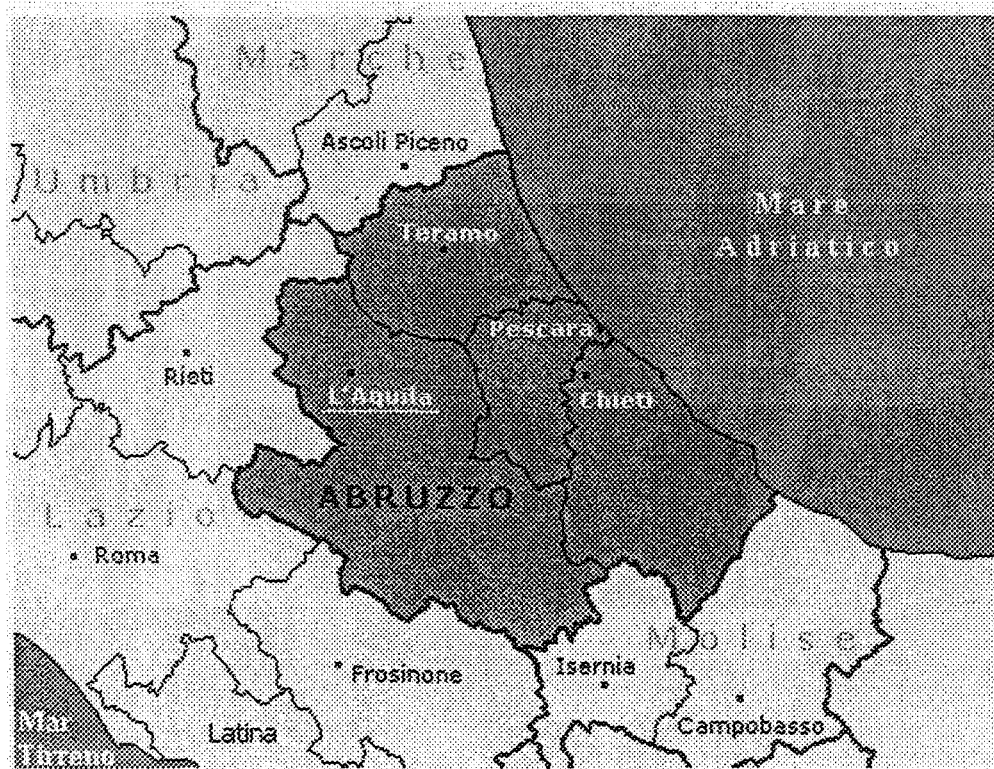 Marche
Ascoli Piceno
Umbria
Mare
Adriatico
Teramo
Pescara
Rieti
L'Aquila
Chieti
ABRUZZO
Lazio
Roma
Molise
Isernia
Frosinone
Mar
Tirreno
Latina
Campobasso